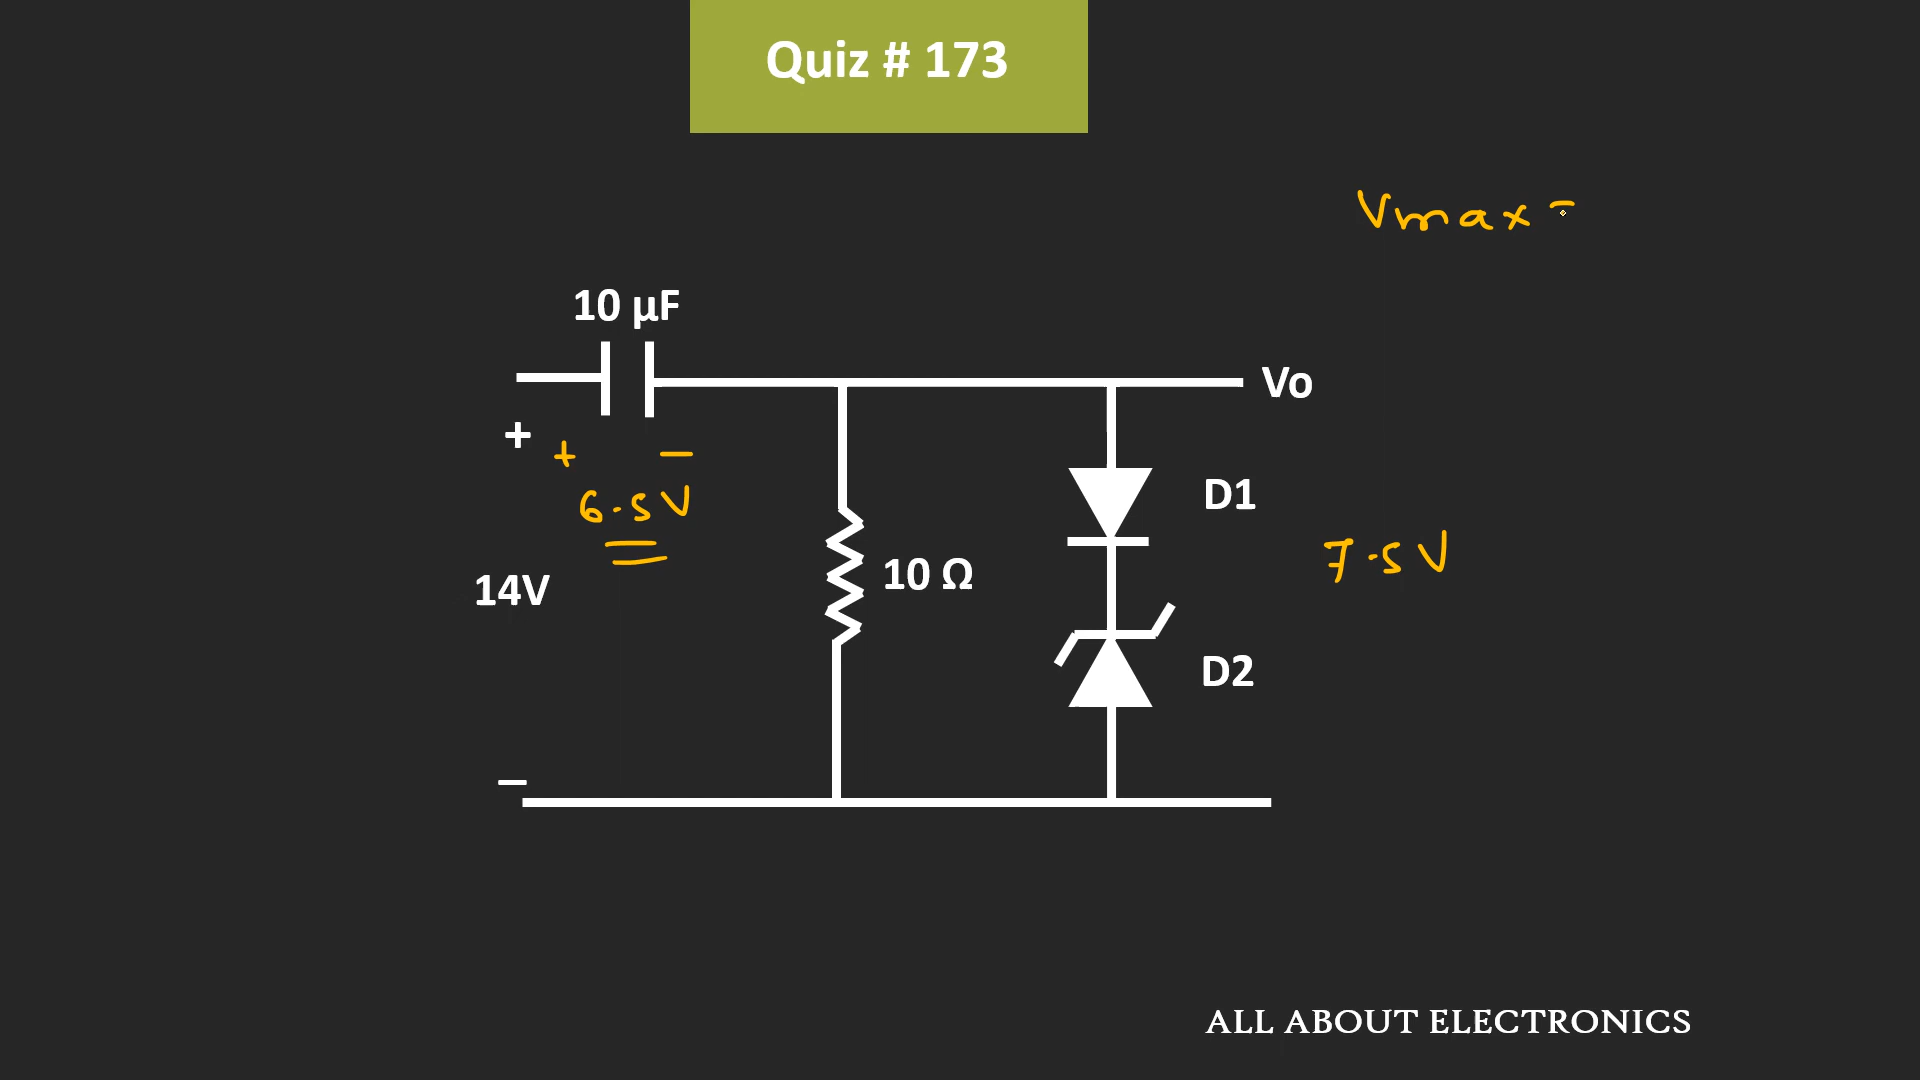 Quiz # 173
Vmax =
10 µF
Vo
+
+ −
6.5V
D1
7.5V
10 Ω
14V
D2
−
ALL ABOUT ELECTRONICS